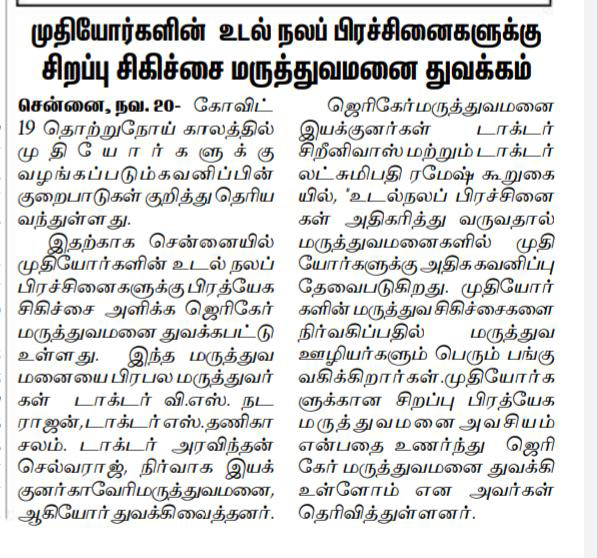 முதியோர்களின் உடல் நலப் பிரச்சினைகளுக்கு
சிறப்பு சிகிச்சை மருத்துவமனை துவக்கம்
சென்னை, நவ. 20- கோவிட்
19 தொற்றுநோய் காலத்தில்
முதியோர்களுக்கு
வழங்கப்படும்கவனிப்பின்
குறைபாடுகள் குறித்து தெரிய
வந்துள்ளது.
இதற்காக சென்னையில்
முதியோர்களின் உடல் நலப்
பிரச்சினைகளுக்கு பிரத்யேக
சிகிச்சை அளிக்க ஜெரிகேர்
மருத்துவமனை துவக்கபட்டு
உள்ளது. இந்த மருத்துவ
மனையை பிரபல மருத்துவர்
கள் டாக்டர் வி.எஸ். நட
ராஜன்,டாக்டர் எஸ்.தணிகா
சலம். டாக்டர் அரவிந்தன்
செல்வராஜ், நிர்வாக இயக்
குனர்காவேரிமருத்துவமனை,
ஆகியோர் துவக்கிவைத்தனர்.
ஜெரிகேர்மருத்துவமனை
இயக்குனர்கள் டாக்டர்
சிறீனிவாஸ் மற்றும் டாக்டர்
லட்சுமிபதி ரமேஷ் கூறுகை
யில், "உடல்நலப் பிரச்சினை
கள் அதிகரித்து வருவதால்
மருத்துவமனைகளில் முதி
யோர்களுக்கு அதிக கவனிப்பு
தேவைபடுகிறது. முதியோர்
களின் மருத்துவ சிகிச்சைகளை
நிர்வகிப்பதில் மருத்துவ
ஊழியர்களும் பெரும் பங்கு
வகிக்கிறார்கள்.முதியோர்க
ளுக்கான சிறப்பு பிரத்யேக
மருத்துவமனை அவசியம்
என்பதை உணர்ந்து ஜெரி
கேர் மருத்துவமனை துவக்கி
உள்ளோம் என அவர்கள்
தெரிவித்துள்ளனர்.